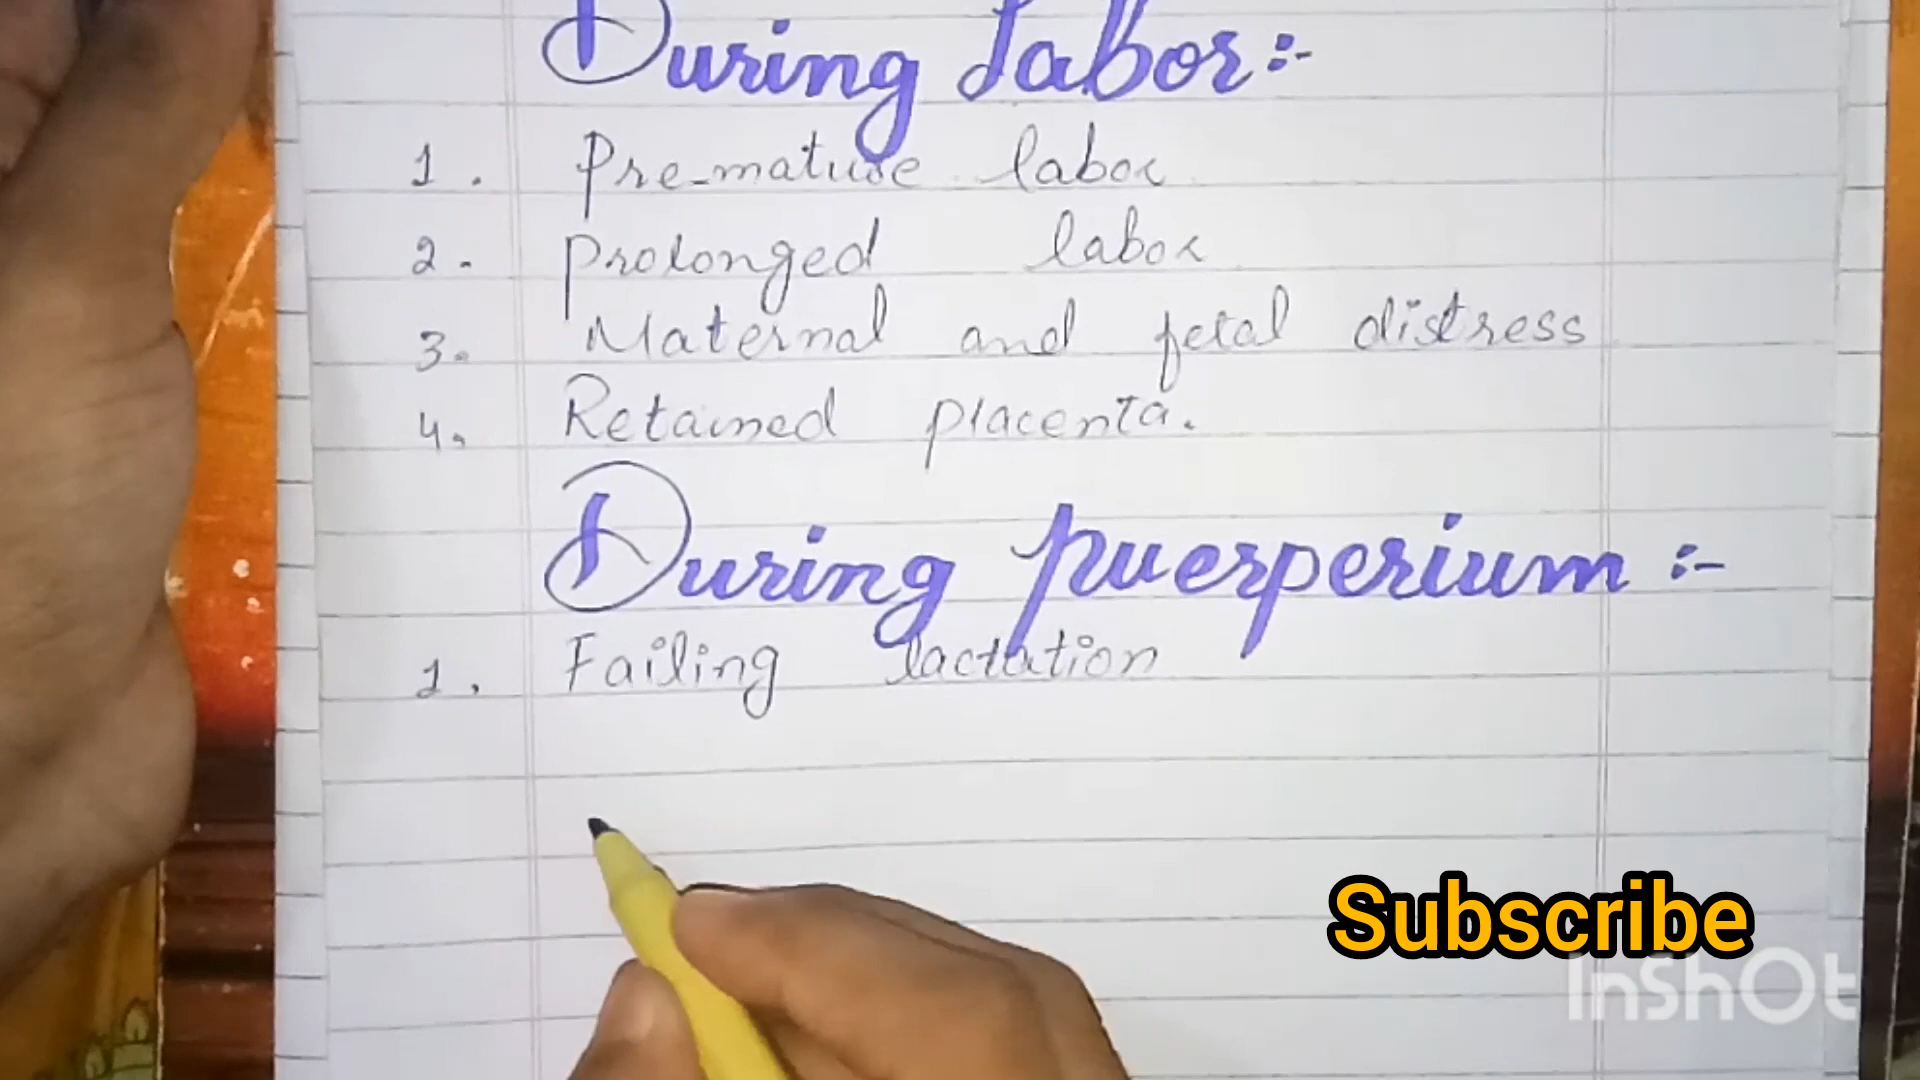 During Labor:-
1. Pre-mature labor
2. Prolonged labor
3. Maternal and fetal distress
4. Retained placenta.
During puerperium :-
1. Failing lactation
Subscribe
InShOt